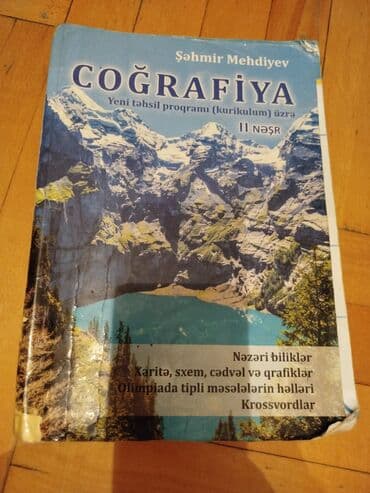 Şəhmir Mehdiyev
COĞRAFİYA
Yeni təhsil proqramı (kurikulum) üzrə
II NƏŞR
Nəzəri biliklər
Xəritə, sxem, cədvəl və qrafiklər
Olimpiada tipli məsələlərin həlləri
Krossvordlar